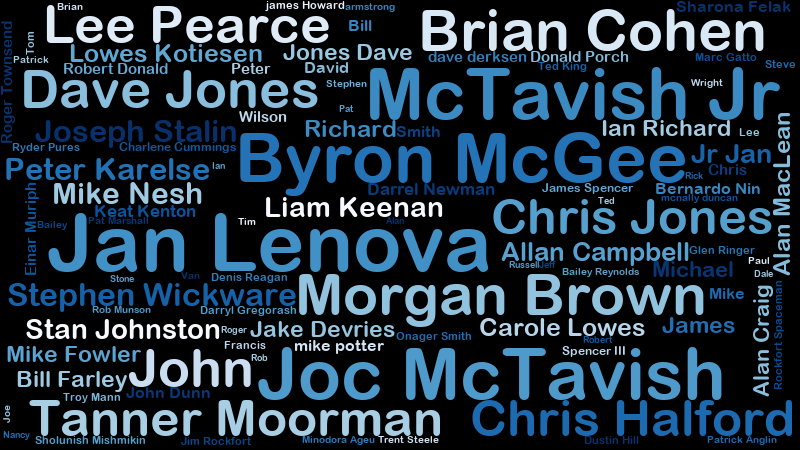 Brian
james Howard
armstrong
Sharona Felak
Lee Pearce
Bill
Brian Cohen
Roger Townsend
Tom
Patrick
Lowes Kotiesen
Jones Dave
dave derksen
Donald Porch
Marc Gatto
Steve
Robert Donald
Peter
David
Ted King
Dave Jones
Stephen
McTavish Jr
Wright
Pat
Wilson
Joseph Stalin
Richard
Smith
Ian Richard
Lee
Alan MacLean
Ryder Pures
Charlene Cummings
Byron McGee
Jr Jan
Peter Karelse
Ian
Rick
Chris
Mike Nesh
Darrel Newman
James Spencer
Bernardo Nin
Einar Muriph
Keat Kenton
Liam Keenan
Ted
mcnally duncan
Bailey
Pat Marshall
Tim
Alan
Chris Jones
Jan Lenova
Allan Campbell
Glen Ringer
Russell
Jeff
Bailey Reynolds
Michael
Paul
Dale
Stone
Van
Denis Reagan
Stephen Wickware
Morgan Brown
Mike
Rob Munson
Darryl Gregorash
Alan Craig
Rockfort Spaceman
Stan Johnston
Roger
Jake Devries
Onager Smith
Carole Lowes
James
Francis
mike potter
Robert
Mike Fowler
Rob
Spencer III
John
Bill Farley
Joc McTavish
Troy Mann
John Dunn
Joe
Tanner Moorman
Chris Halford
Nancy
Sholunish Mishmikin
Jim Rockfort
Minodora Ageu
Trent Steele
Dustin Hill
Patrick Anglin